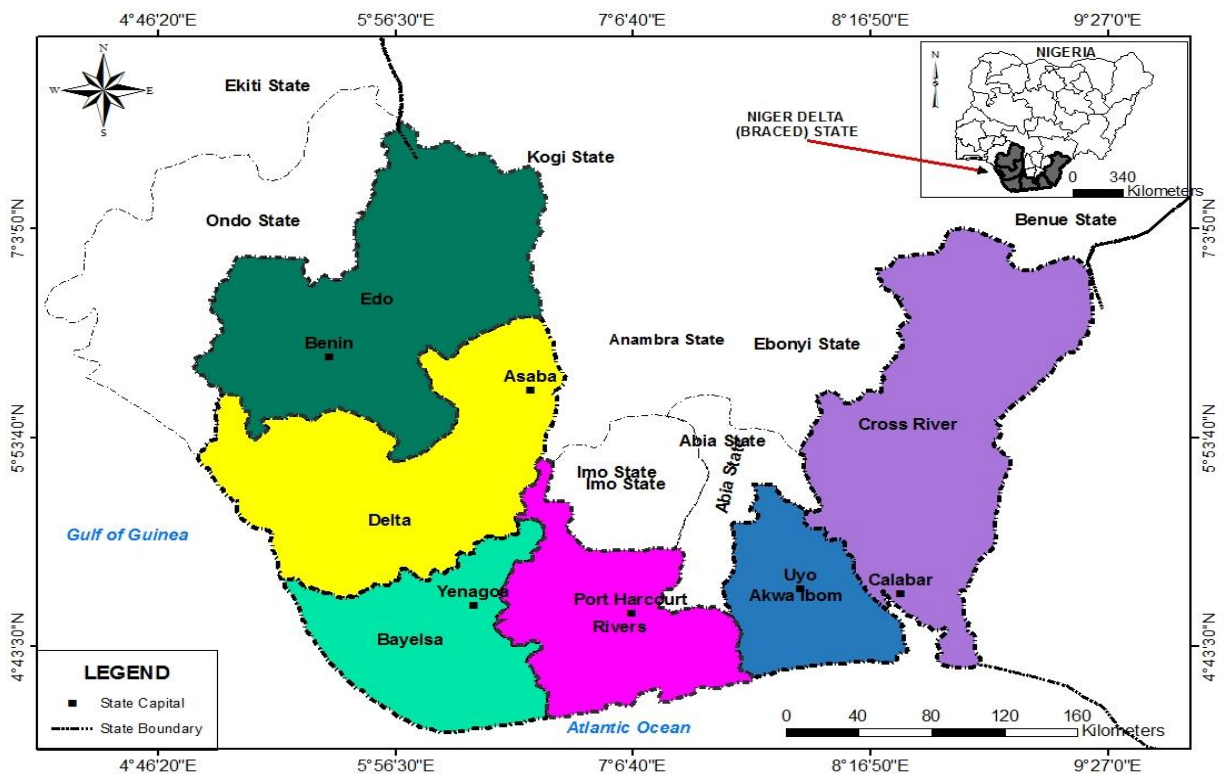 4°46'20"E 5°56'30"E 7°6'40"E 8°16'50"E 9°27'0"E
N
W E
S
Ekiti State
Kogi State
Ondo State
NIGERIA
N
S
NIGER DELTA
(BRACED) STATE
0 340
Kilometers
Benue State
7°3'50"N
7°3'50"N
Edo
Benin
Anambra State
Ebonyi State
Asaba
Cross River
5°53'40"N
5°53'40"N
Abia State
Abia State
Imo State
Imo State
Delta
Gulf of Guinea
Uyo
Akwa Ibom
Calabar
Yenagoa
Port Harcourt
Rivers
Bayelsa
4°43'30"N
4°43'30"N
LEGEND
State Capital
State Boundary
Atlantic Ocean
0 40 80 120 160
Kilometers
4°46'20"E 5°56'30"E 7°6'40"E 8°16'50"E 9°27'0"E